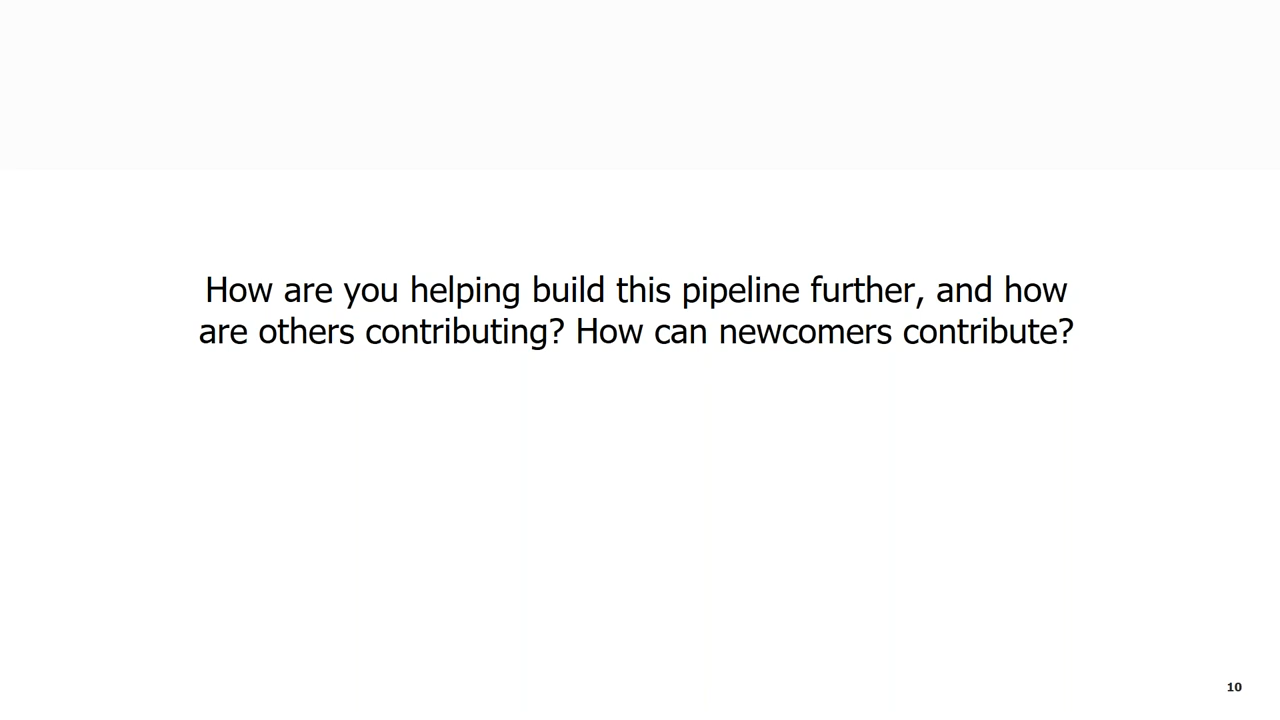 How are you helping build this pipeline further, and how
are others contributing? How can newcomers contribute?
10